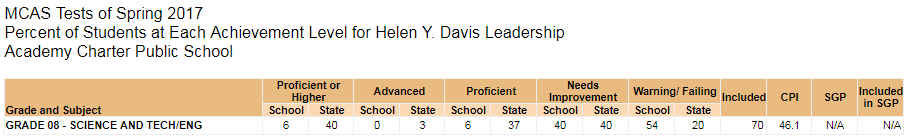 MCAS Tests of Spring 2017
Percent of Students at Each Achievement Level for Helen Y. Davis Leadership
Academy Charter Public School
Grade and Subject Proficient or Higher Advanced Proficient Needs Improvement Warning/ Failing Included CPI SGP Included in SGP
School State School State School State School State School State
GRADE 08 - SCIENCE AND TECH/ENG 6 40 0 3 6 37 40 40 54 20 70 46.1 N/A N/A